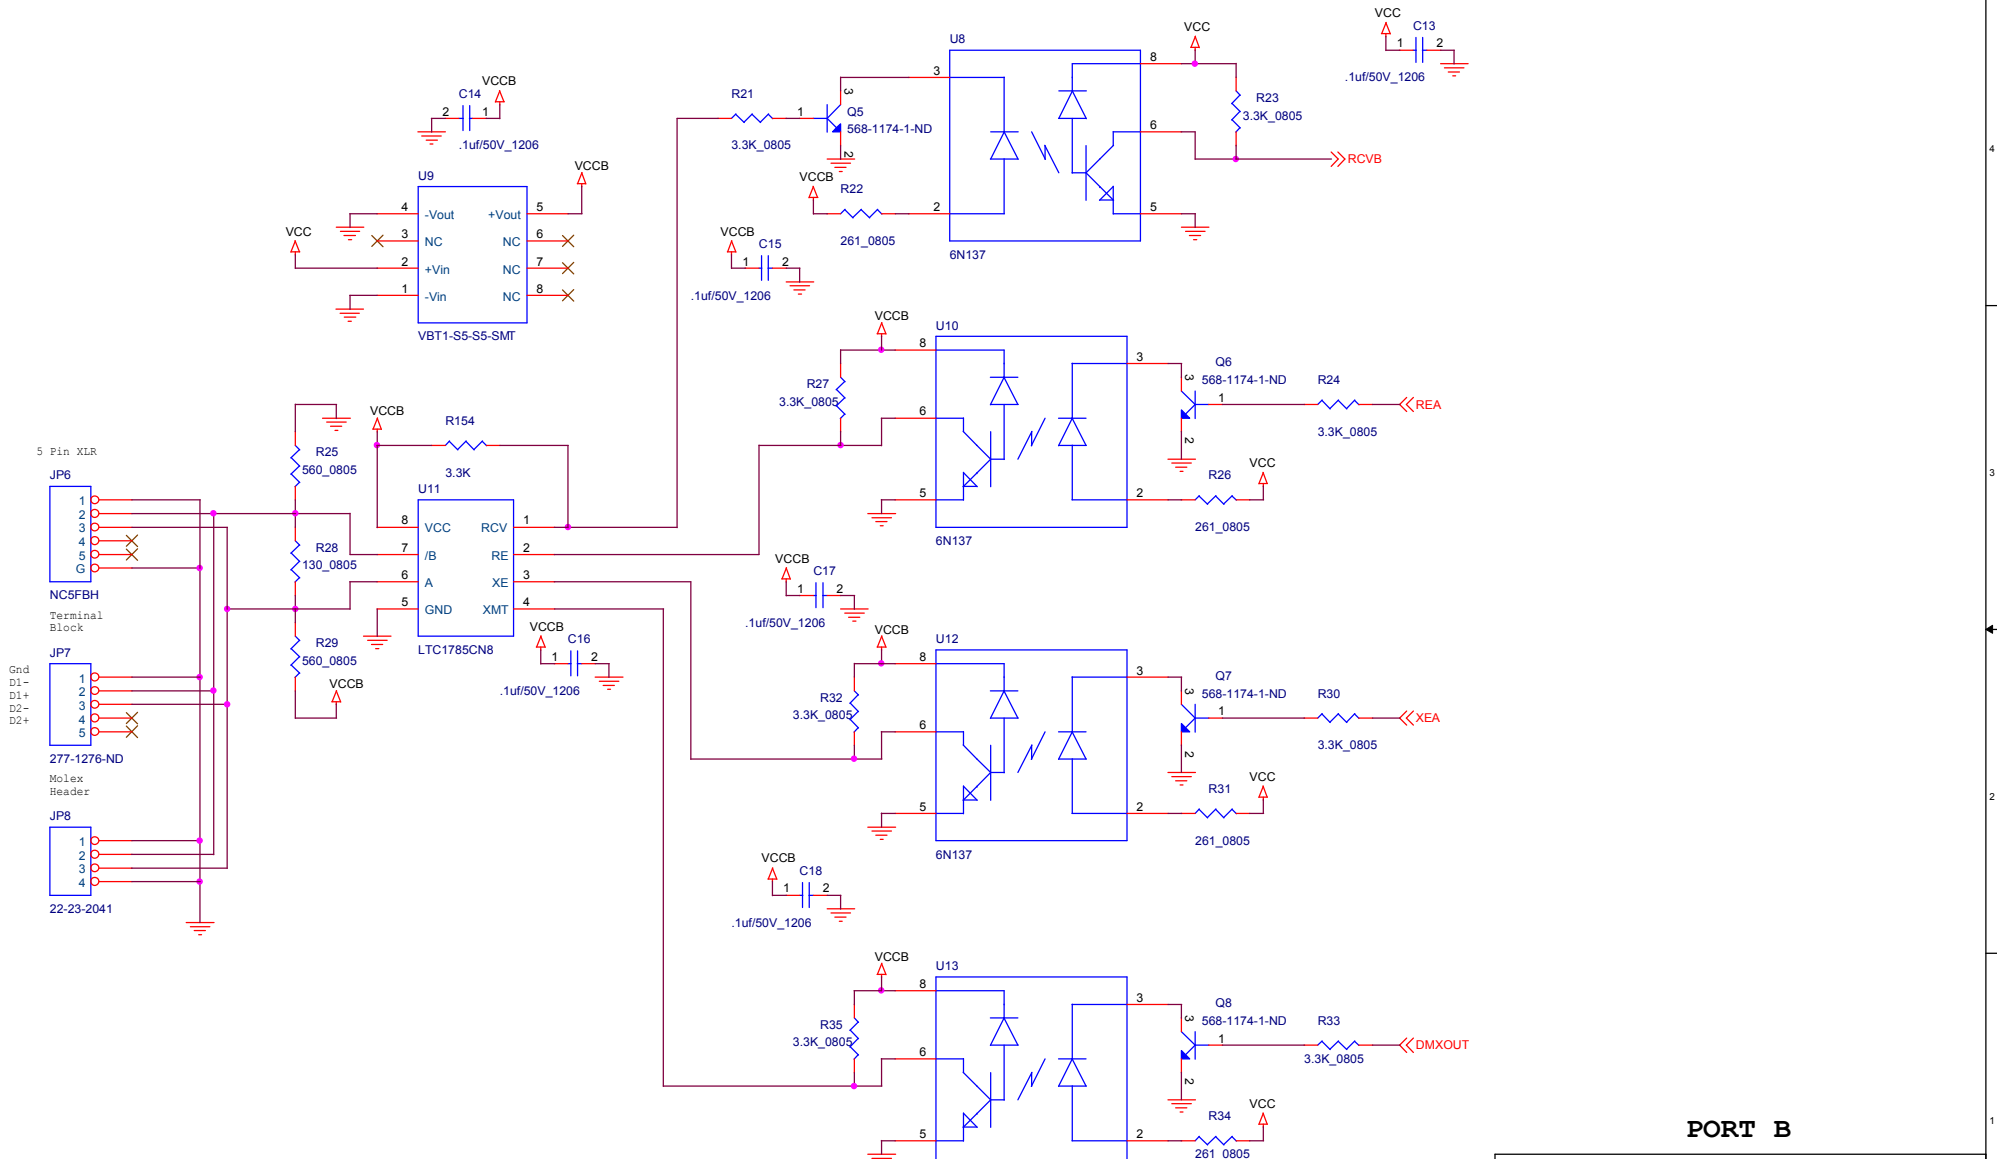 VCC
C13
1
2
.1uf/50V_1206
U8
VCC
8
3
R23
3.3K_0805
6
RCVB
2
5
6N137
R21
3.3K_0805
1
3
Q5
568-1174-1-ND
2
VCCB
R22
261_0805
C14
VCCB
2
1
.1uf/50V_1206
U9
VCCB
4 -Vout +Vout 5
3 NC NC 6
VCC
2 +Vin NC 7
1 -Vin NC 8
VBT1-S5-S5-SMT
VCCB
C15
1
2
.1uf/50V_1206
4
VCCB
U10
8
3
R27
3.3K_0805
6
5
2
6N137
Q6
568-1174-1-ND
3
1
2
R24
3.3K_0805
REA
R26
VCC
261_0805
3
5 Pin XLR
JP6
1
2
3
4
5
G
NC5FBH
R25
560_0805
R28
130_0805
R29
560_0805
VCCB
VCCB
R154
3.3K
U11
8 VCC RCV 1
7 /B RE 2
6 A XE 3
5 GND XMT 4
LTC1785CN8
VCCB
C16
1
2
.1uf/50V_1206
VCCB
C17
1
2
.1uf/50V_1206
Terminal
Block
JP7
Gnd
D1-
D1+
D2-
D2+
1
2
3
4
5
277-1276-ND
Molex
Header
JP8
1
2
3
4
22-23-2041
VCCB
U12
8
3
R32
3.3K_0805
6
5
2
6N137
Q7
568-1174-1-ND
3
1
2
R30
3.3K_0805
XEA
R31
VCC
261_0805
2
VCCB
C18
1
2
.1uf/50V_1206
VCCB
U13
8
3
R35
3.3K_0805
6
5
2
Q8
568-1174-1-ND
3
1
2
R33
3.3K_0805
DMXOUT
R34
VCC
261_0805
1
PORT B